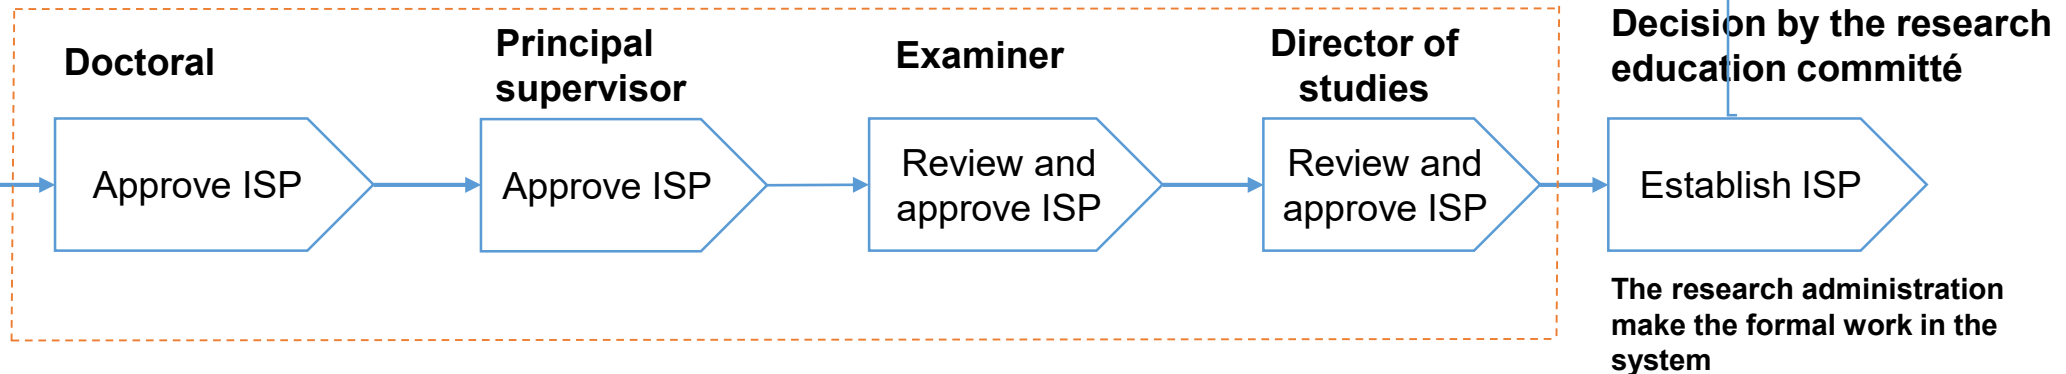 Doctoral
Approve ISP
Principal
supervisor
Approve ISP
Examiner
Review and
approve ISP
Director of
studies
Review and
approve ISP
Decision by the research
education committé
Establish ISP
The research administration
make the formal work in the
system